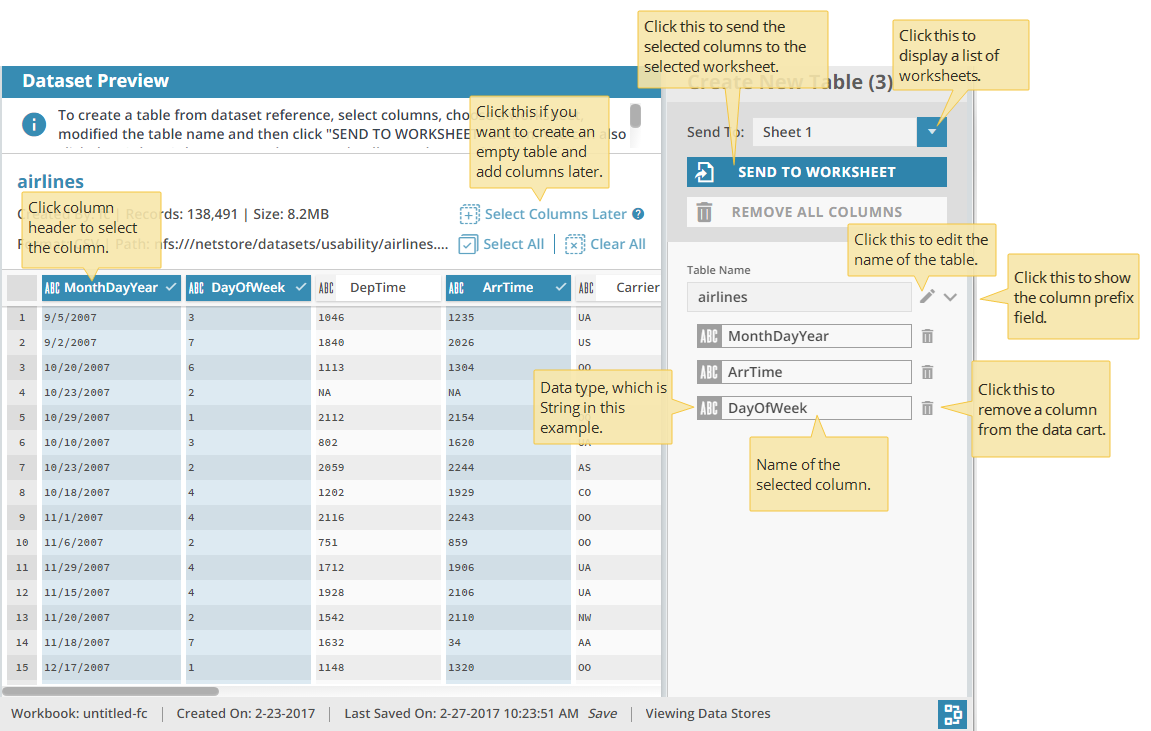 Click this to send the
selected columns to the
selected worksheet.
Click this to
display a list of
worksheets.
Dataset Preview
Create New Table (3)
To create a table from dataset reference, select columns,
modified the table name and then click "SEND TO WORKSHEET also
Click this if you
want to create an
empty table and
add columns later.
Send To: Sheet 1
SEND TO WORKSHEET
REMOVE ALL COLUMNS
airlines
Click column
header to select
the column.
Records: 138,491 | Size: 8.2MB
Select Columns Later
Path: nfs:///netstore/datasets/usability/airlines....
Select All | Clear All
Click this to edit the
name of the table.
Click this to show
the column prefix
field.
Table Name
airlines
ABC MonthDayYear
ABC ArrTime
ABC DayOfWeek
Data type, which is
String in this
example.
Click this to
remove a column
from the data cart.
Name of the
selected column.
ABC MonthDayYear ABC DayOfWeek ABC DepTime ABC ArrTime ABC Carrier
1 9/5/2007 3 1046 1235 UA
2 9/2/2007 7 1840 2026 US
3 10/20/2007 6 1113 1304 OO
4 10/23/2007 2 NA NA
5 10/29/2007 1 2112 2154
6 10/10/2007 3 802 1620 UA
7 10/23/2007 2 2059 2244 AS
8 10/18/2007 4 1202 1929 CO
9 11/1/2007 4 2116 2243 OO
10 11/6/2007 2 751 859 OO
11 11/29/2007 4 1712 1906 UA
12 11/15/2007 4 1928 2106 UA
13 11/20/2007 2 1542 2110 NW
14 11/18/2007 7 1632 34 AA
15 12/17/2007 1 1148 1320 OO
Workbook: untitled-fc | Created On: 2-23-2017 | Last Saved On: 2-27-2017 10:23:51 AM Save | Viewing Data Stores